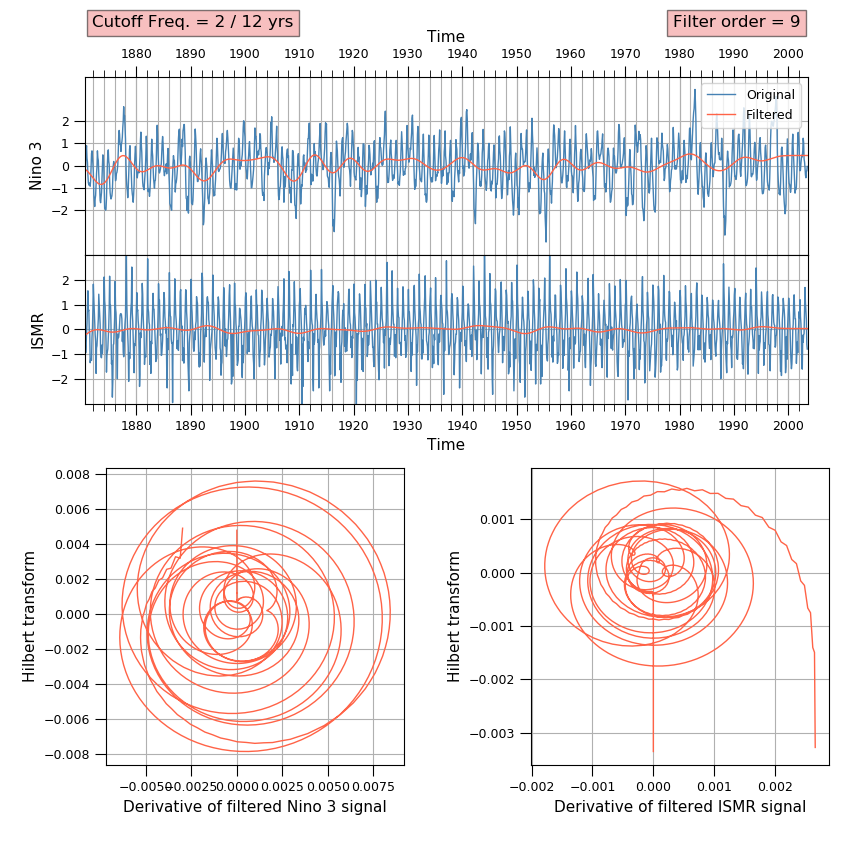 Cutoff Freq. = 2 / 12 yrs
Filter order = 9
Time
1880 1890 1900 1910 1920 1930 1940 1950 1960 1970 1980 1990 2000
Original
Filtered
Nino 3
2
1
0
−1
−2
ISMR
2
1
0
−1
−2
1880 1890 1900 1910 1920 1930 1940 1950 1960 1970 1980 1990 2000
Time
Hilbert transform
0.008
0.006
0.004
0.002
0.000
−0.002
−0.004
−0.006
−0.008
−0.0050 −0.0025 0.0000 0.0025 0.0050 0.0075
Derivative of filtered Nino 3 signal
Hilbert transform
0.001
0.000
−0.001
−0.002
−0.003
−0.002 −0.001 0.000 0.001 0.002
Derivative of filtered ISMR signal